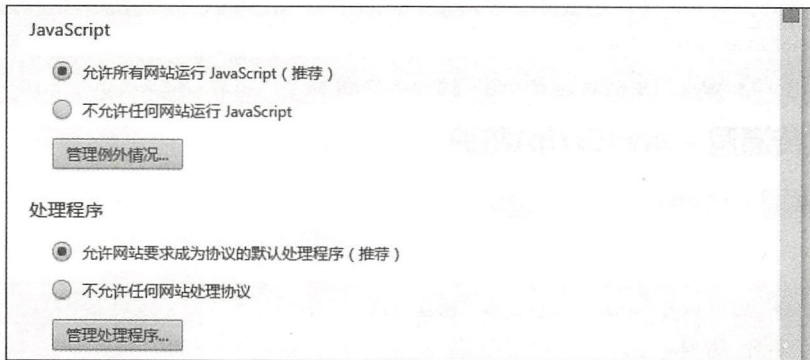 JavaScript
允许所有网站运行 JavaScript（推荐）
不允许任何网站运行 JavaScript
管理例外情况...
处理程序
允许网站要求成为协议的默认处理程序（推荐）
不允许任何网站处理协议
管理处理程序...